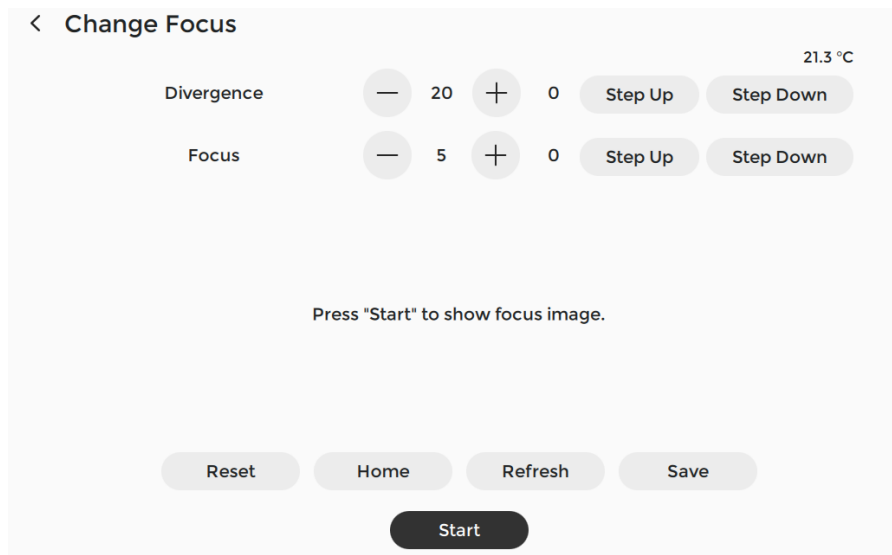 Change Focus
21.3 °C
Divergence 20 0 Step Up Step Down
Focus 5 0 Step Up Step Down
Press "Start" to show focus image.
Reset Home Refresh Save
Start